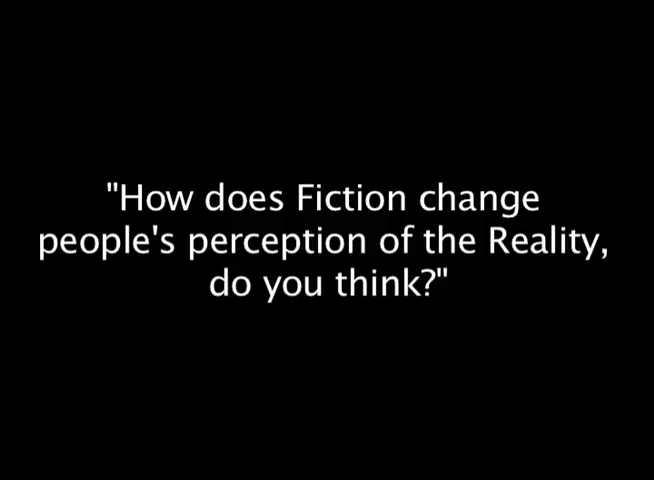 "How does Fiction change
people's perception of the Reality,
do you think?"